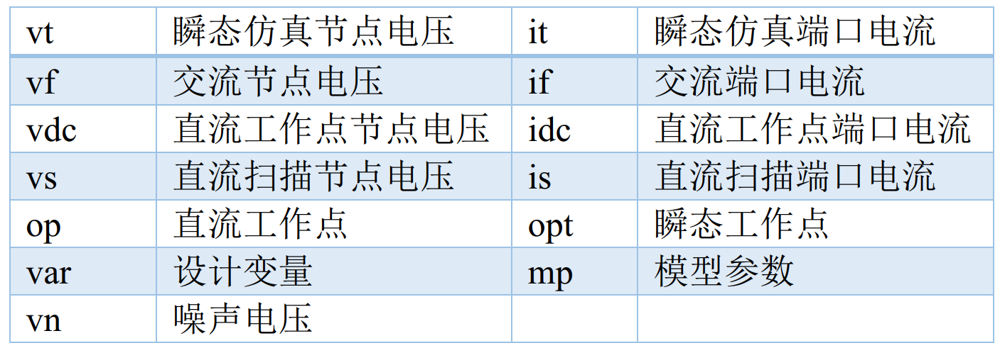 vt 瞬态仿真节点电压 it 瞬态仿真端口电流
vf 交流节点电压 if 交流端口电流
vdc 直流工作点节点电压 idc 直流工作点端口电流
vs 直流扫描节点电压 is 直流扫描端口电流
op 直流工作点 opt 瞬态工作点
var 设计变量 mp 模型参数
vn 噪声电压